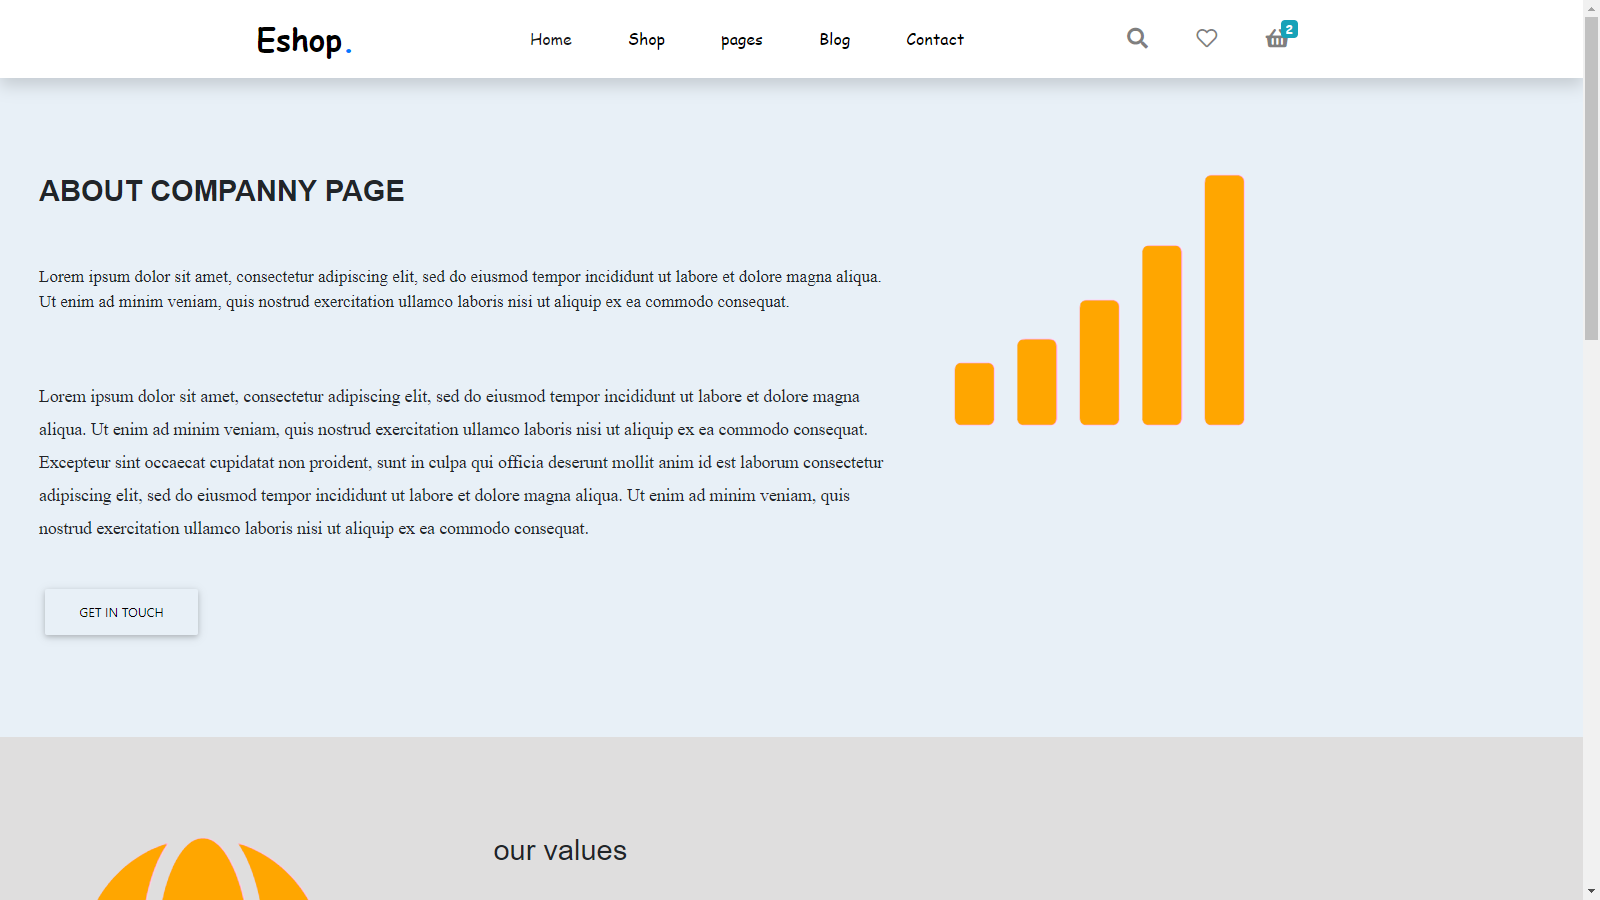 Eshop.
Home Shop pages Blog Contact
2
ABOUT COMPANNY PAGE
Lorem ipsum dolor sit amet, consectetur adipiscing elit, sed do eiusmod tempor incididunt ut labore et dolore magna aliqua.
Ut enim ad minim veniam, quis nostrud exercitation ullamco laboris nisi ut aliquip ex ea commodo consequat.
Lorem ipsum dolor sit amet, consectetur adipiscing elit, sed do eiusmod tempor incididunt ut labore et dolore magna
aliqua. Ut enim ad minim veniam, quis nostrud exercitation ullamco laboris nisi ut aliquip ex ea commodo consequat.
Excepteur sint occaecat cupidatat non proident, sunt in culpa qui officia deserunt mollit anim id est laborum consectetur
adipiscing elit, sed do eiusmod tempor incididunt ut labore et dolore magna aliqua. Ut enim ad minim veniam, quis
nostrud exercitation ullamco laboris nisi ut aliquip ex ea commodo consequat.
GET IN TOUCH
our values